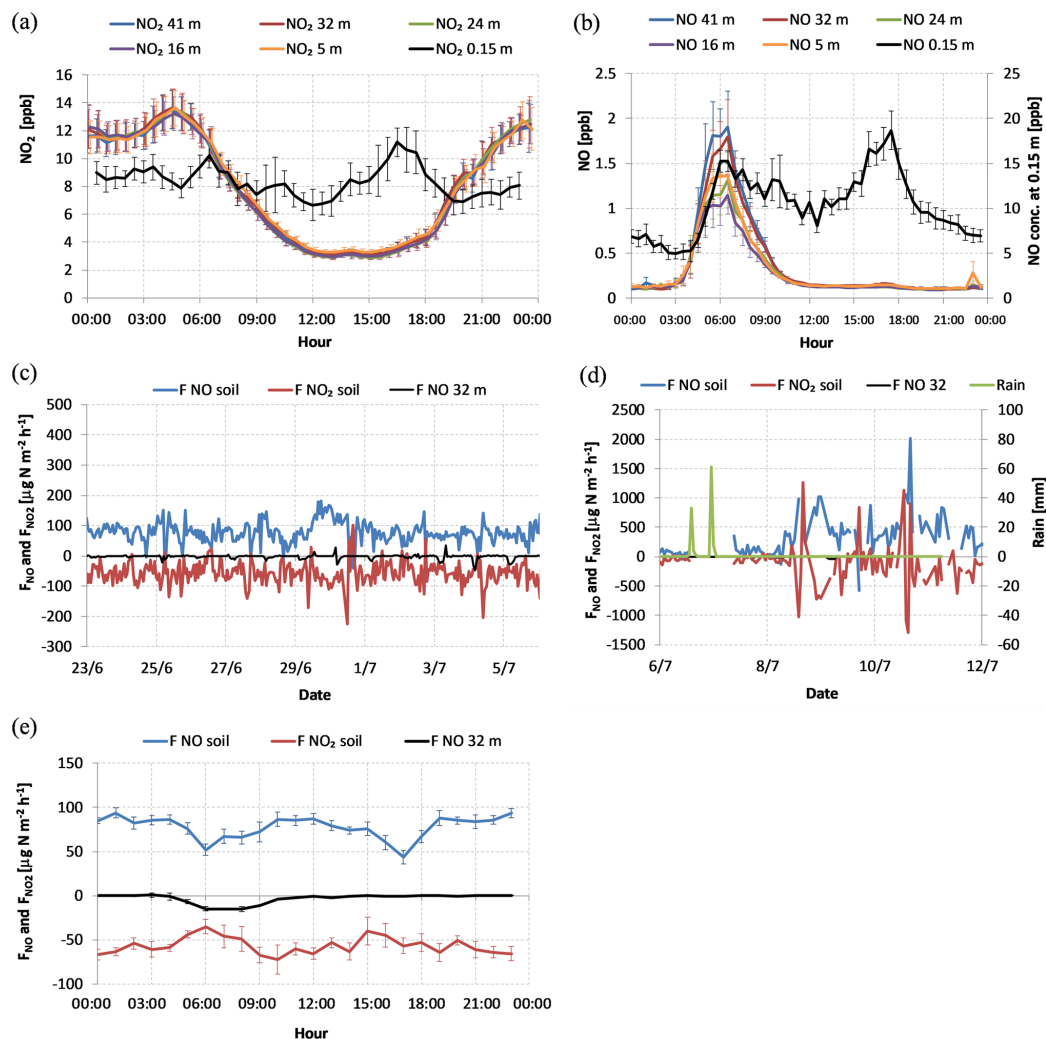 (a)
NO₂ 41 m NO₂ 32 m NO₂ 24 m
NO₂ 16 m NO₂ 5 m NO₂ 0.15 m
NO₂ [ppb]
16
14
12
10
8
6
4
2
0
00:00 03:00 06:00 09:00 12:00 15:00 18:00 21:00 00:00
Hour
(b)
NO 41 m NO 32 m NO 24 m
NO 16 m NO 5 m NO 0.15 m
NO [ppb]
2.5
2
1.5
1
0.5
0
NO conc. at 0.15 m [ppb]
25
20
15
10
5
0
00:00 03:00 06:00 09:00 12:00 15:00 18:00 21:00 00:00
Hour
(c)
F NO soil F NO₂ soil F NO 32 m
F_NO and F_NO2 [µg N m⁻² h⁻¹]
500
400
300
200
100
0
-100
-200
-300
23/6 25/6 27/6 29/6 1/7 3/7 5/7
Date
(d)
F NO soil F NO₂ soil F NO 32 Rain
F_NO and F_NO2 [µg N m⁻² h⁻¹]
2500
2000
1500
1000
500
0
-500
-1000
-1500
Rain [mm]
100
80
60
40
20
0
-20
-40
-60
6/7 8/7 10/7 12/7
Date
(e)
F NO soil F NO₂ soil F NO 32 m
F_NO and F_NO2 [µg N m⁻² h⁻¹]
150
100
50
0
-50
-100
00:00 03:00 06:00 09:00 12:00 15:00 18:00 21:00 00:00
Hour